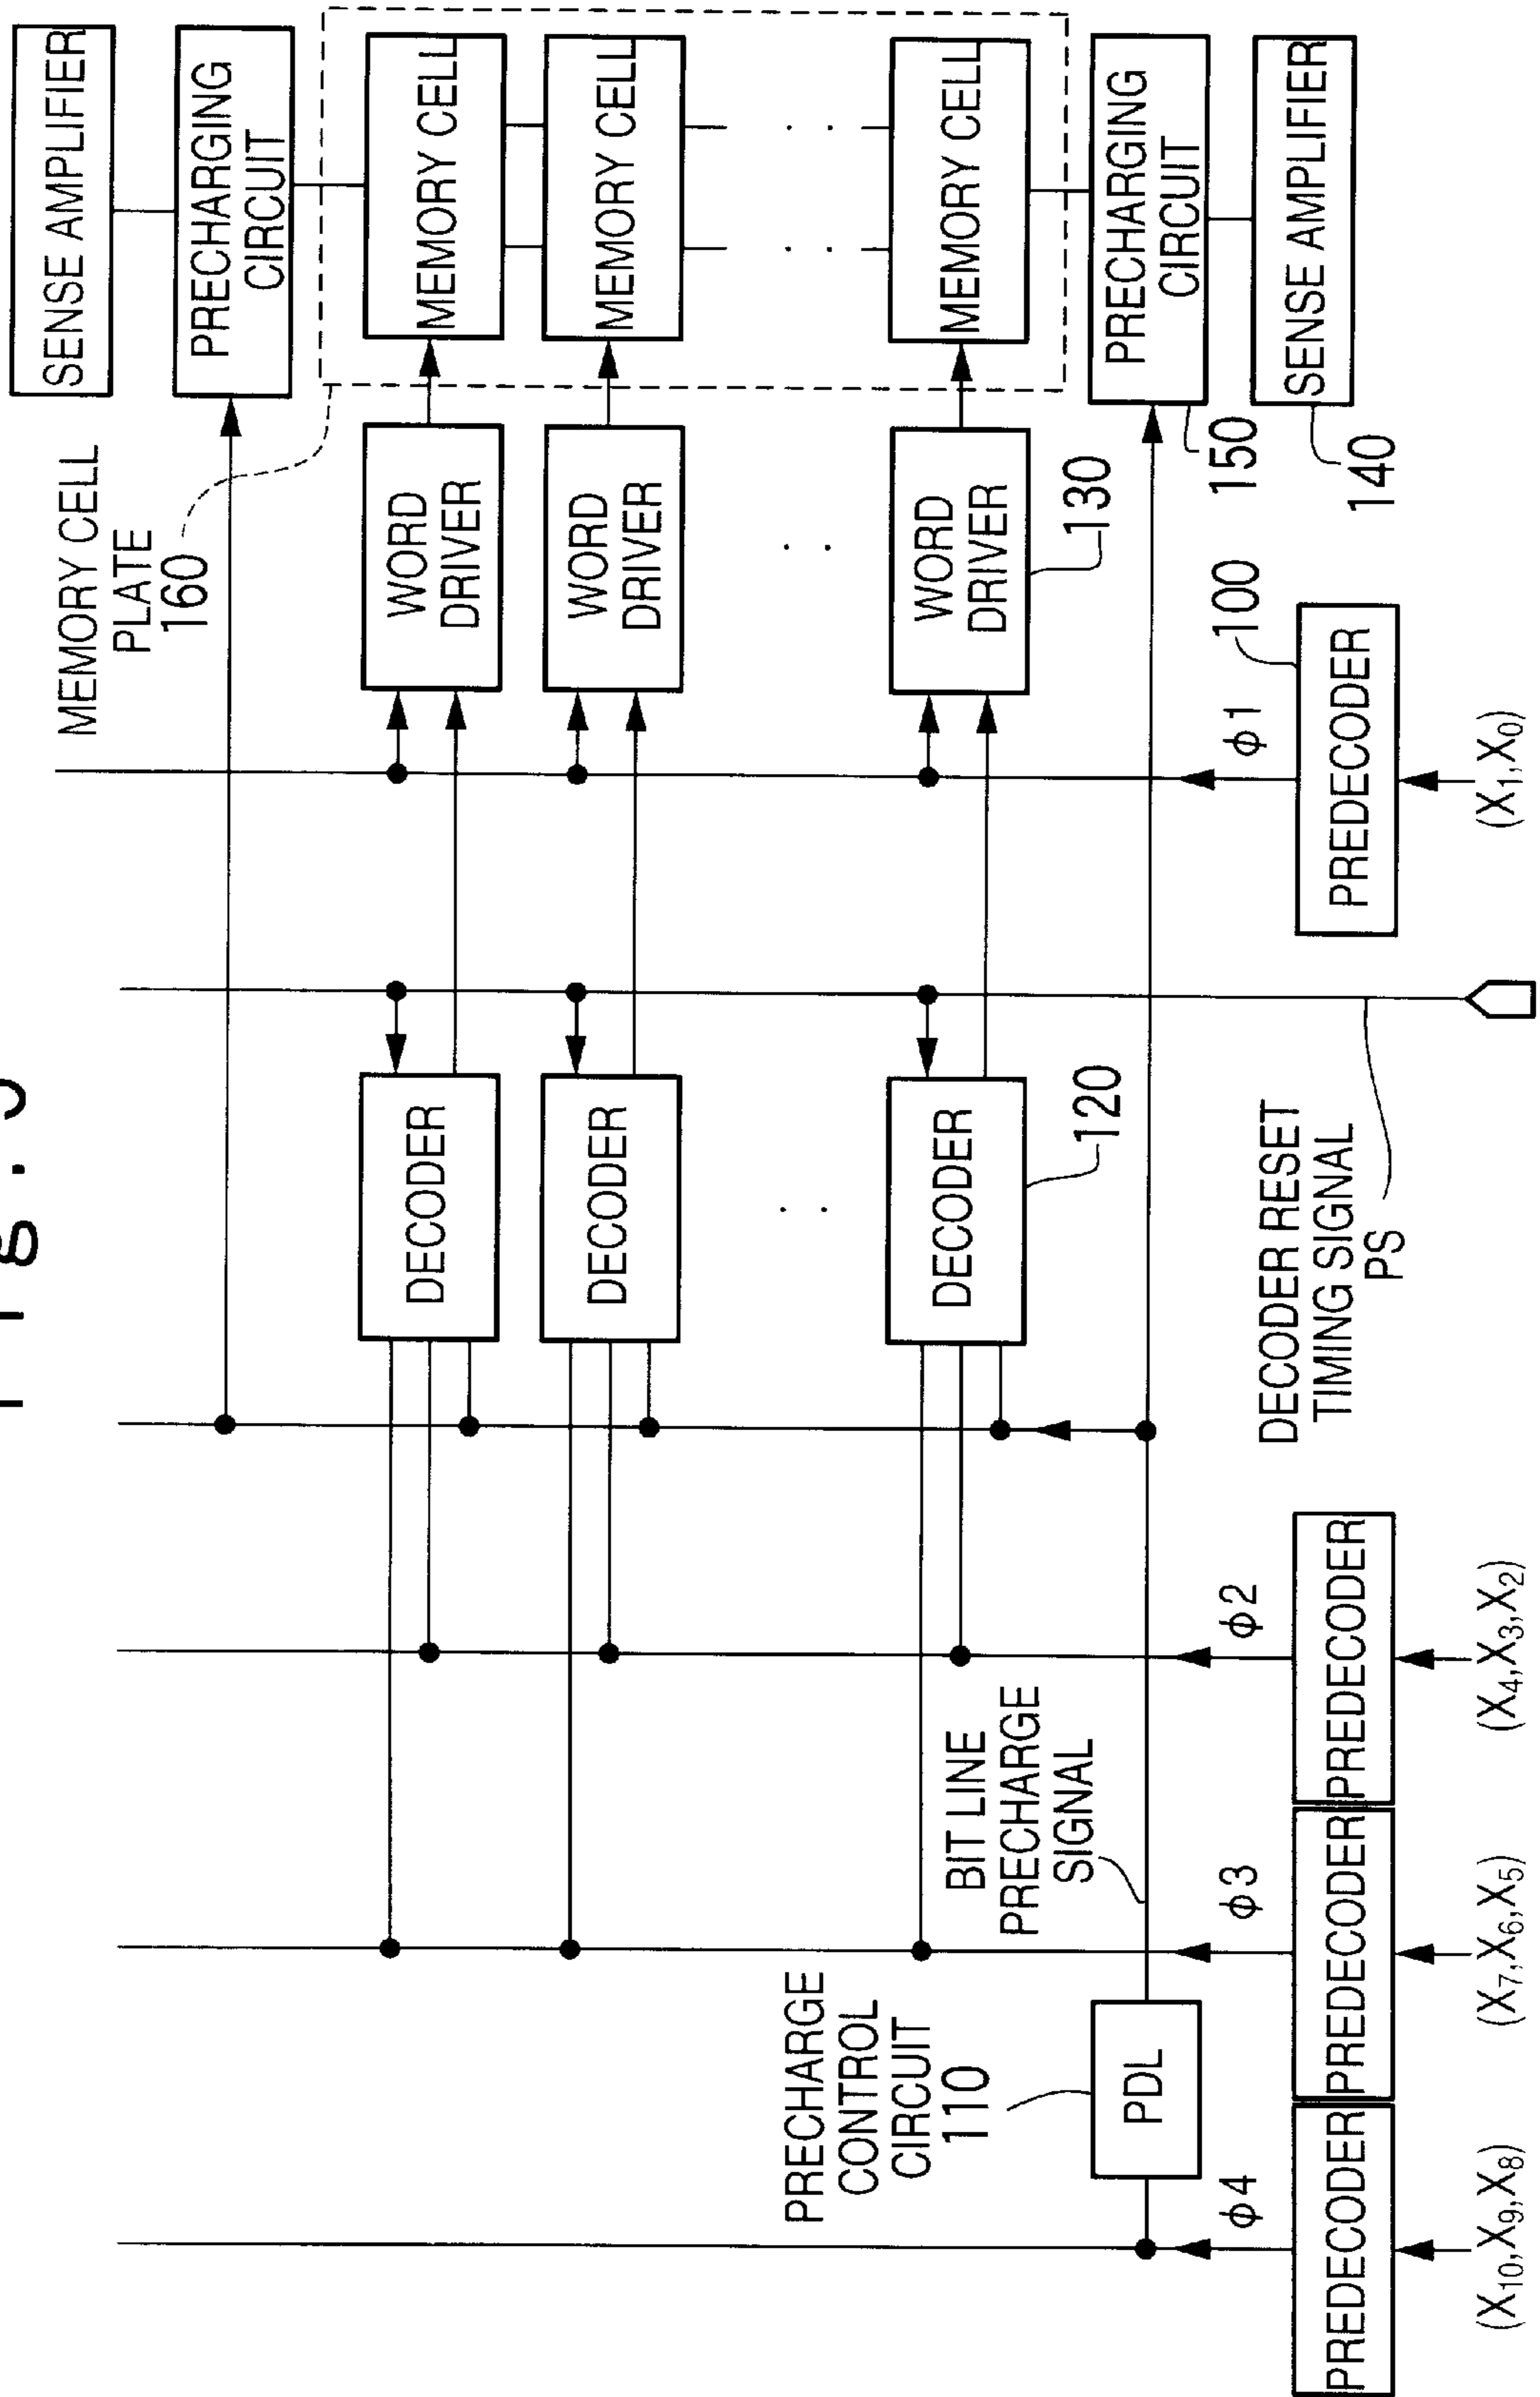 SENSE AMPLIFIER
PRECHARGING
CIRCUIT
MEMORY CELL
MEMORY CELL
MEMORY CELL
PRECHARGING
CIRCUIT
150
SENSE AMPLIFIER
140
MEMORY CELL
PLATE
160
WORD
DRIVER
WORD
DRIVER
WORD
DRIVER
130
φ1
100
PREDECODER
(X1,X0)
DECODER
DECODER
DECODER
120
DECODER RESET
TIMING SIGNAL
PS
φ2
PREDECODER
(X4,X3,X2)
BIT LINE
PRECHARGE
SIGNAL
φ3
PREDECODER
(X7,X6,X5)
PRECHARGE
CONTROL
CIRCUIT
110
PDL
φ4
PREDECODER
(X10,X9,X8)